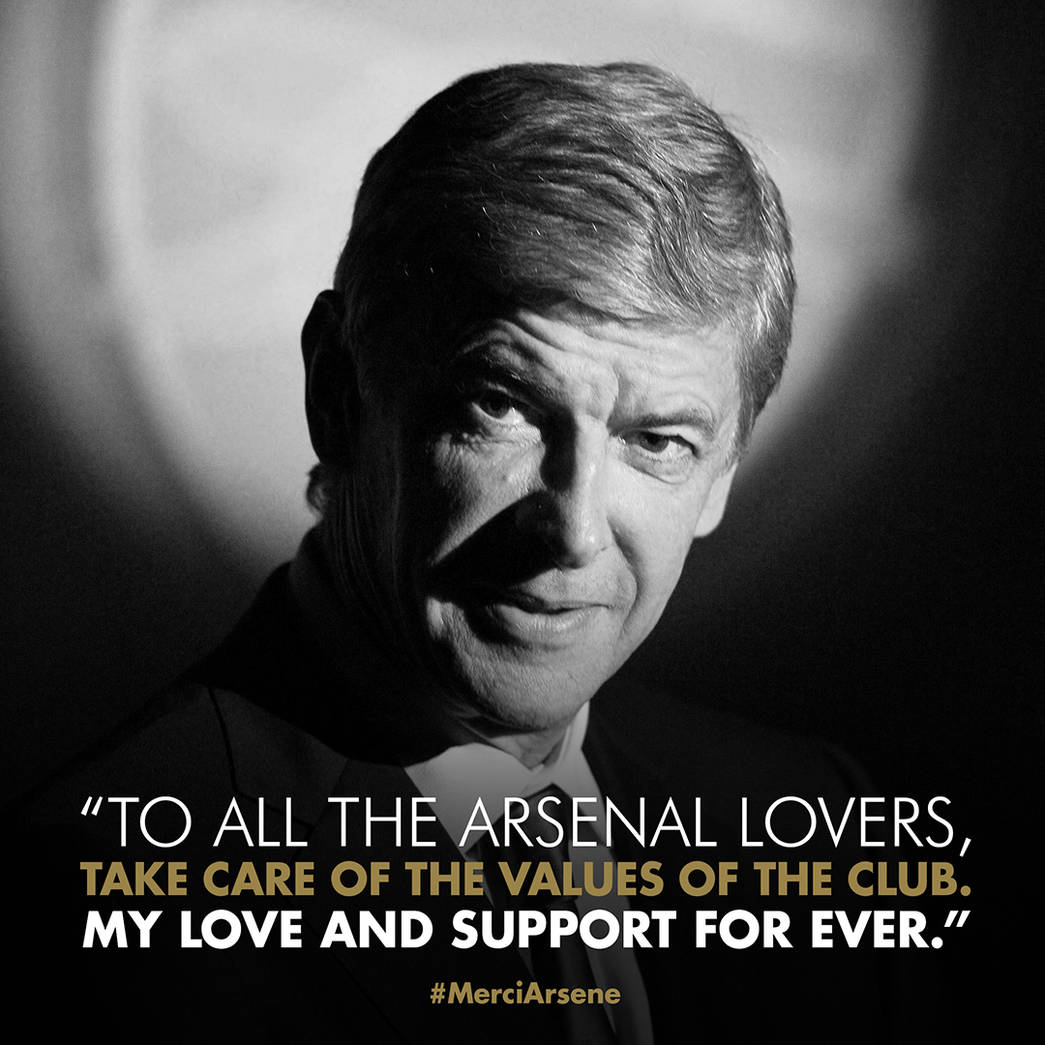 “TO ALL THE ARSENAL LOVERS,
TAKE CARE OF THE VALUES OF THE CLUB.
MY LOVE AND SUPPORT FOR EVER.”
#MerciArsene